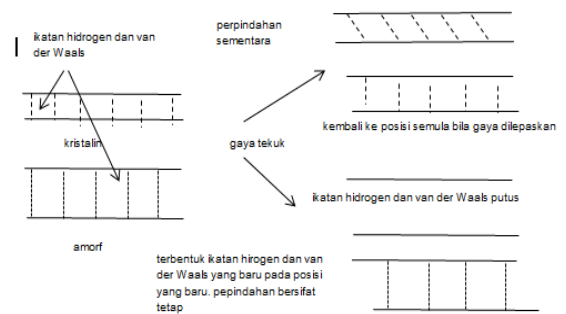 ikatan hidrogen dan van
der Waals
kristalin
amorf
perpindahan
sementara
gaya tekuk
kembali ke posisi semula bila gaya dilepaskan
ikatan hidrogen dan van der Waals putus
terbentuk ikatan hirogen dan van
der Waals yang baru pada posisi
yang baru. pepindahan bersifat
tetap